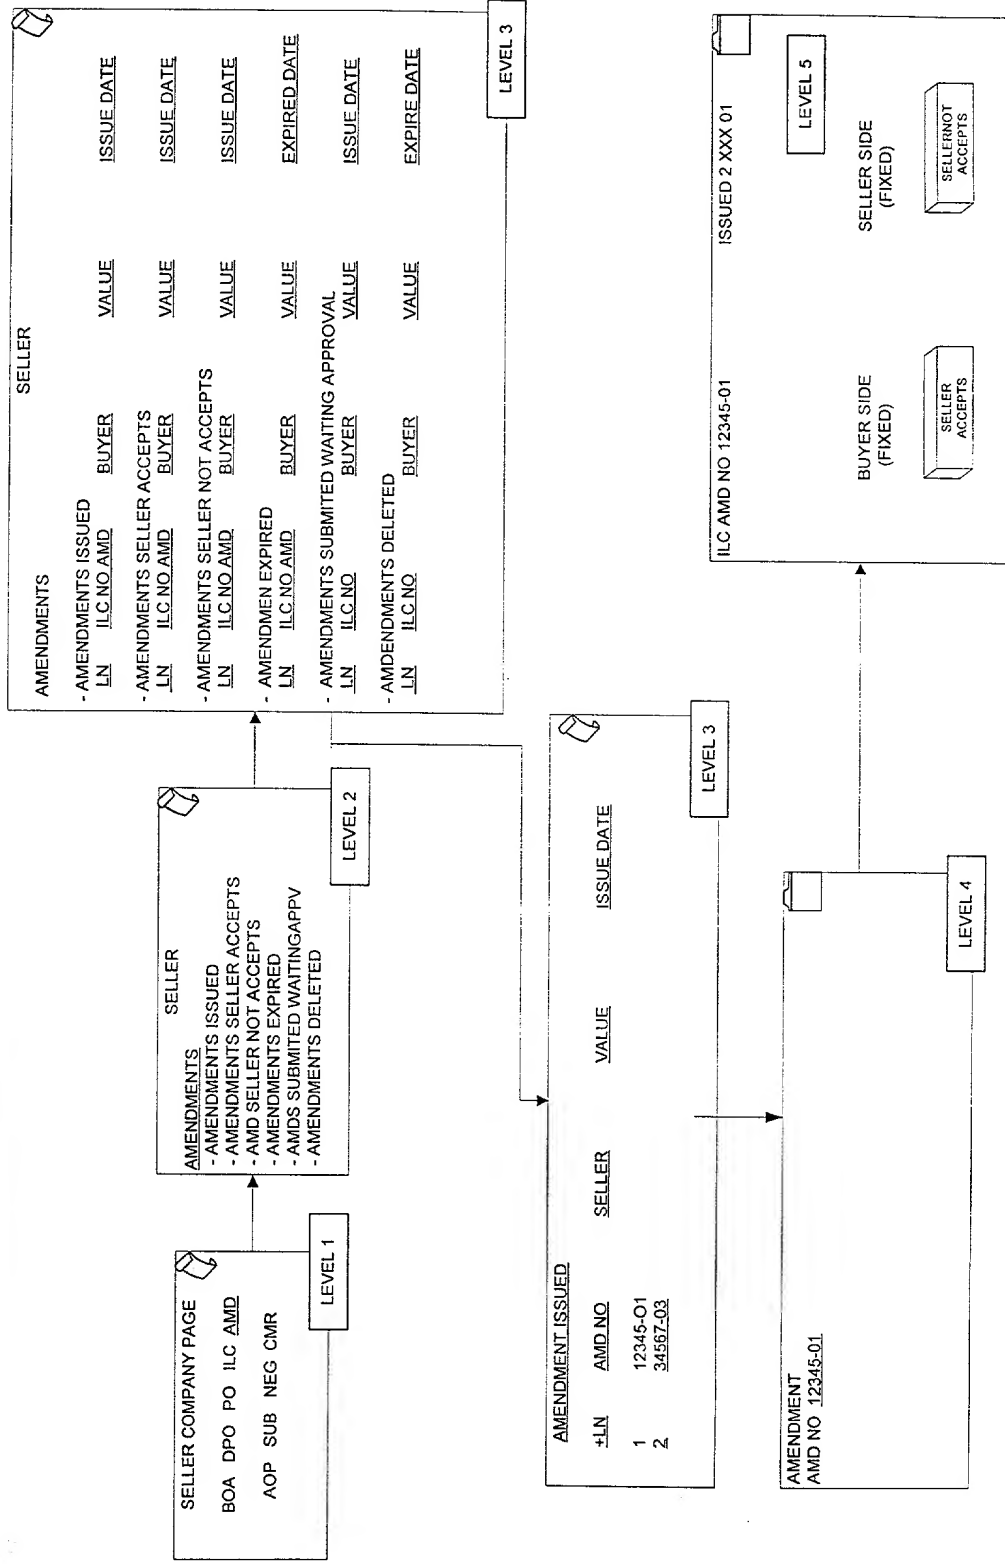 SELLER COMPANY PAGE
BOA DPO PO ILC AMD
AOP SUB NEG CMR
LEVEL 1
SELLER
AMENDMENTS
- AMENDMENTS ISSUED
- AMENDMENTS SELLER ACCEPTS
- AMD SELLER NOT ACCEPTS
- AMENDMENTS EXPIRED
- AMDS SUBMITED WAITINGAPPV
- AMENDMENTS DELETED
LEVEL 2
SELLER
AMENDMENTS
- AMENDMENTS ISSUED
LN ILC NO AMD BUYER VALUE ISSUE DATE
- AMENDMENTS SELLER ACCEPTS
LN ILC NO AMD BUYER VALUE ISSUE DATE
- AMENDMENTS SELLER NOT ACCEPTS
LN ILC NO AMD BUYER VALUE ISSUE DATE
- AMENDMEN EXPIRED
LN ILC NO AMD BUYER VALUE EXPIRED DATE
- AMENDMENTS SUBMITED WAITING APPROVAL
LN ILC NO BUYER VALUE ISSUE DATE
- AMDENDMENTS DELETED
LN ILC NO BUYER VALUE EXPIRE DATE
LEVEL 3
AMENDMENT ISSUED
+LN AMD NO SELLER VALUE ISSUE DATE
1 12345-O1
2 34567-03
LEVEL 3
AMENDMENT
AMD NO 12345-01
LEVEL 4
ILC AMD NO 12345-01 ISSUED 2 XXX 01
LEVEL 5
BUYER SIDE
(FIXED)
SELLER SIDE
(FIXED)
SELLER
ACCEPTS
SELLERNOT
ACCEPTS